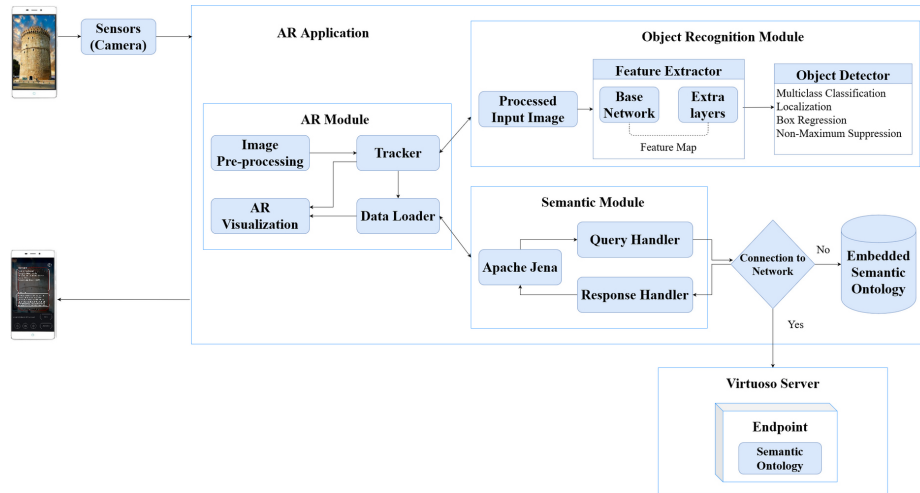 Sensors
(Camera)
AR Application
Object Recognition Module
Processed
Input Image
Feature Extractor
Base
Network
Extra
layers
Feature Map
Object Detector
Multiclass Classification
Localization
Box Regression
Non-Maximum Suppression
AR Module
Image
Pre-processing
Tracker
AR
Visualization
Data Loader
Semantic Module
Query Handler
Apache Jena
Response Handler
Connection to
Network
No
Embedded
Semantic
Ontology
Yes
Virtuoso Server
Endpoint
Semantic
Ontology